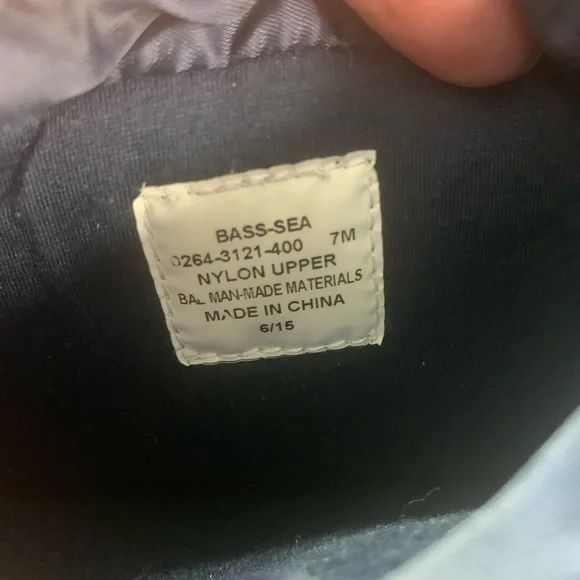 BASS-SEA
0264-3121-400 7M
NYLON UPPER
BAL MAN-MADE MATERIALS
MADE IN CHINA
6/15